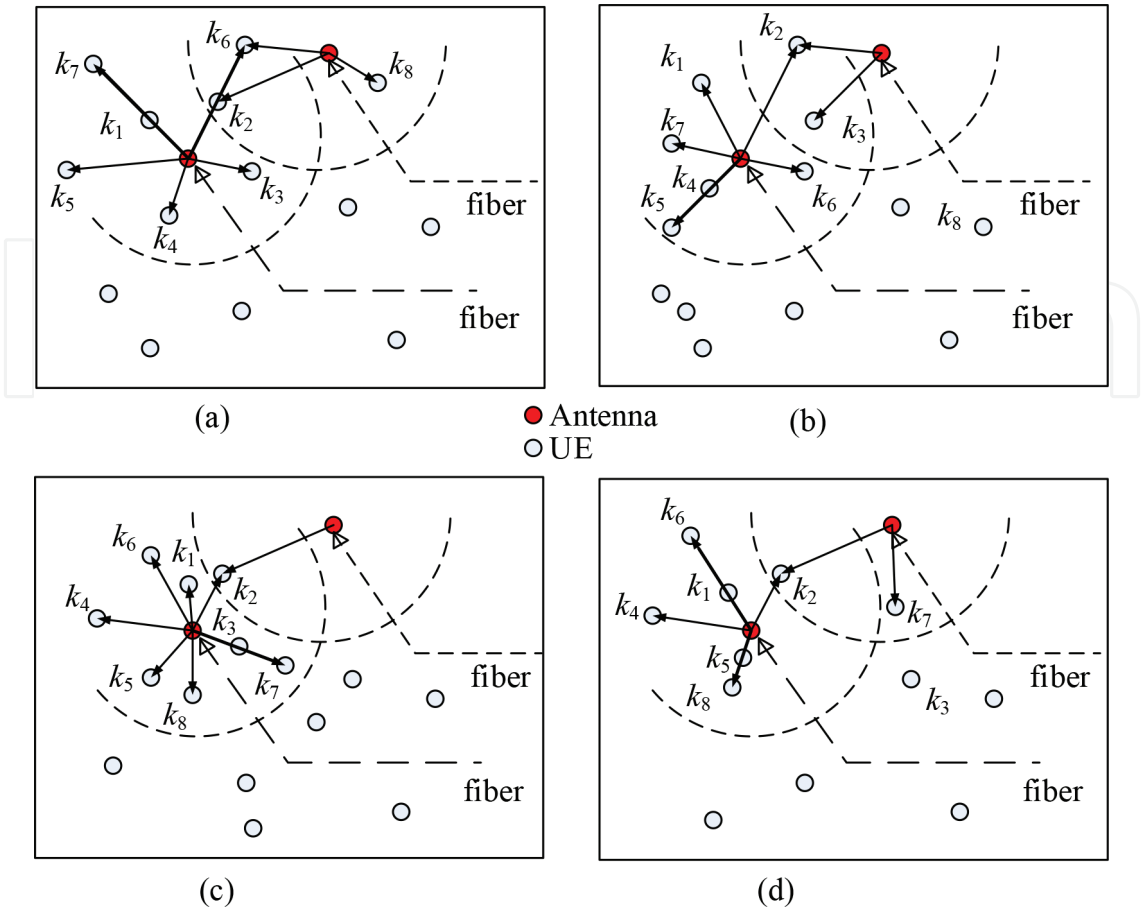 k6
k8
k7
k2
k1
k3
k5
k4
fiber
fiber
(a)
k2
k1
k3
k7
k4
k6
k5
k8
fiber
fiber
(b)
Antenna
UE
k6
k1
k2
k4
k3
k5
k7
k8
fiber
fiber
(c)
k6
k1
k2
k4
k7
k5
k8
k3
fiber
fiber
(d)